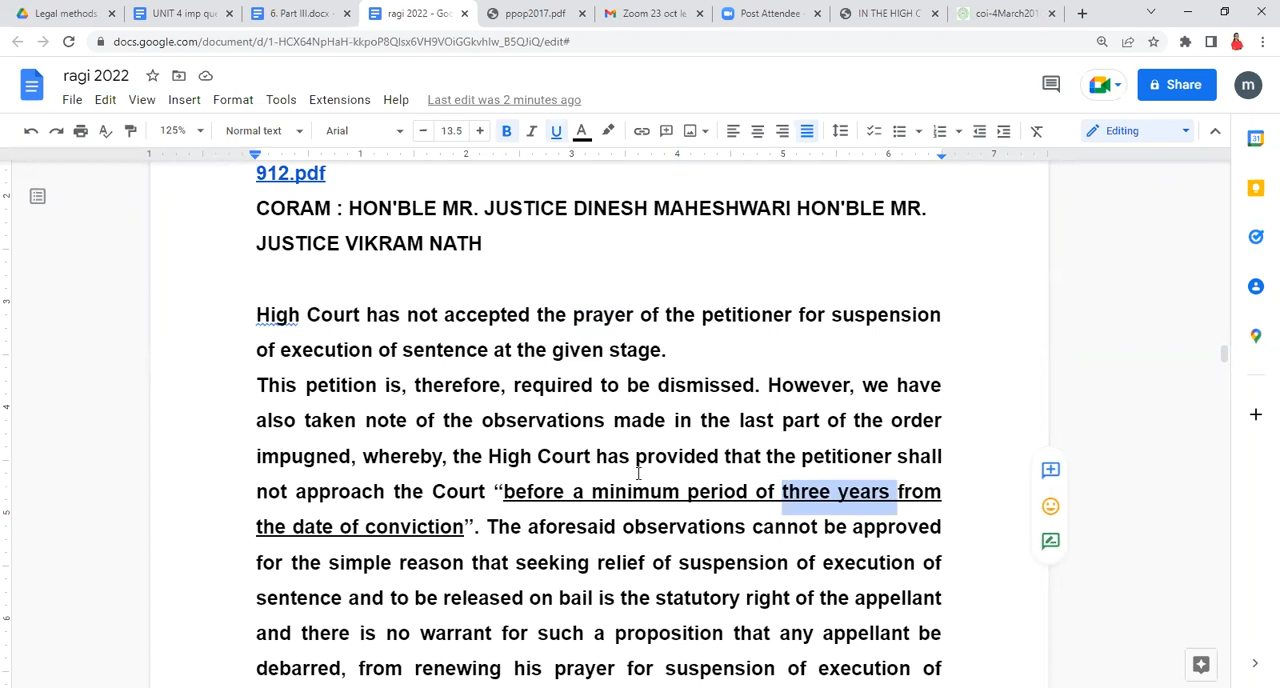 Legal methods
UNIT 4 imp que
6. Part III.docx -
ragi 2022 - Goo
ppop2017.pdf
Zoom 23 oct le
Post Attendee -
IN THE HIGH C
coi-4March201
docs.google.com/document/d/1-HCX64NpHaH-kkpoP8Qlsx6VH9VOiGGkvhlw_B5QJiQ/edit#
ragi 2022
File Edit View Insert Format Tools Extensions Help Last edit was 2 minutes ago
Share
m
125% Normal text Arial − 13.5 + B I U A Editing
1 1 2 3 4 5 6 7
912.pdf
CORAM : HON'BLE MR. JUSTICE DINESH MAHESHWARI HON'BLE MR.
JUSTICE VIKRAM NATH
High Court has not accepted the prayer of the petitioner for suspension
of execution of sentence at the given stage.
This petition is, therefore, required to be dismissed. However, we have
also taken note of the observations made in the last part of the order
impugned, whereby, the High Court has provided that the petitioner shall
not approach the Court “before a minimum period of three years from
the date of conviction”. The aforesaid observations cannot be approved
for the simple reason that seeking relief of suspension of execution of
sentence and to be released on bail is the statutory right of the appellant
and there is no warrant for such a proposition that any appellant be
debarred, from renewing his prayer for suspension of execution of